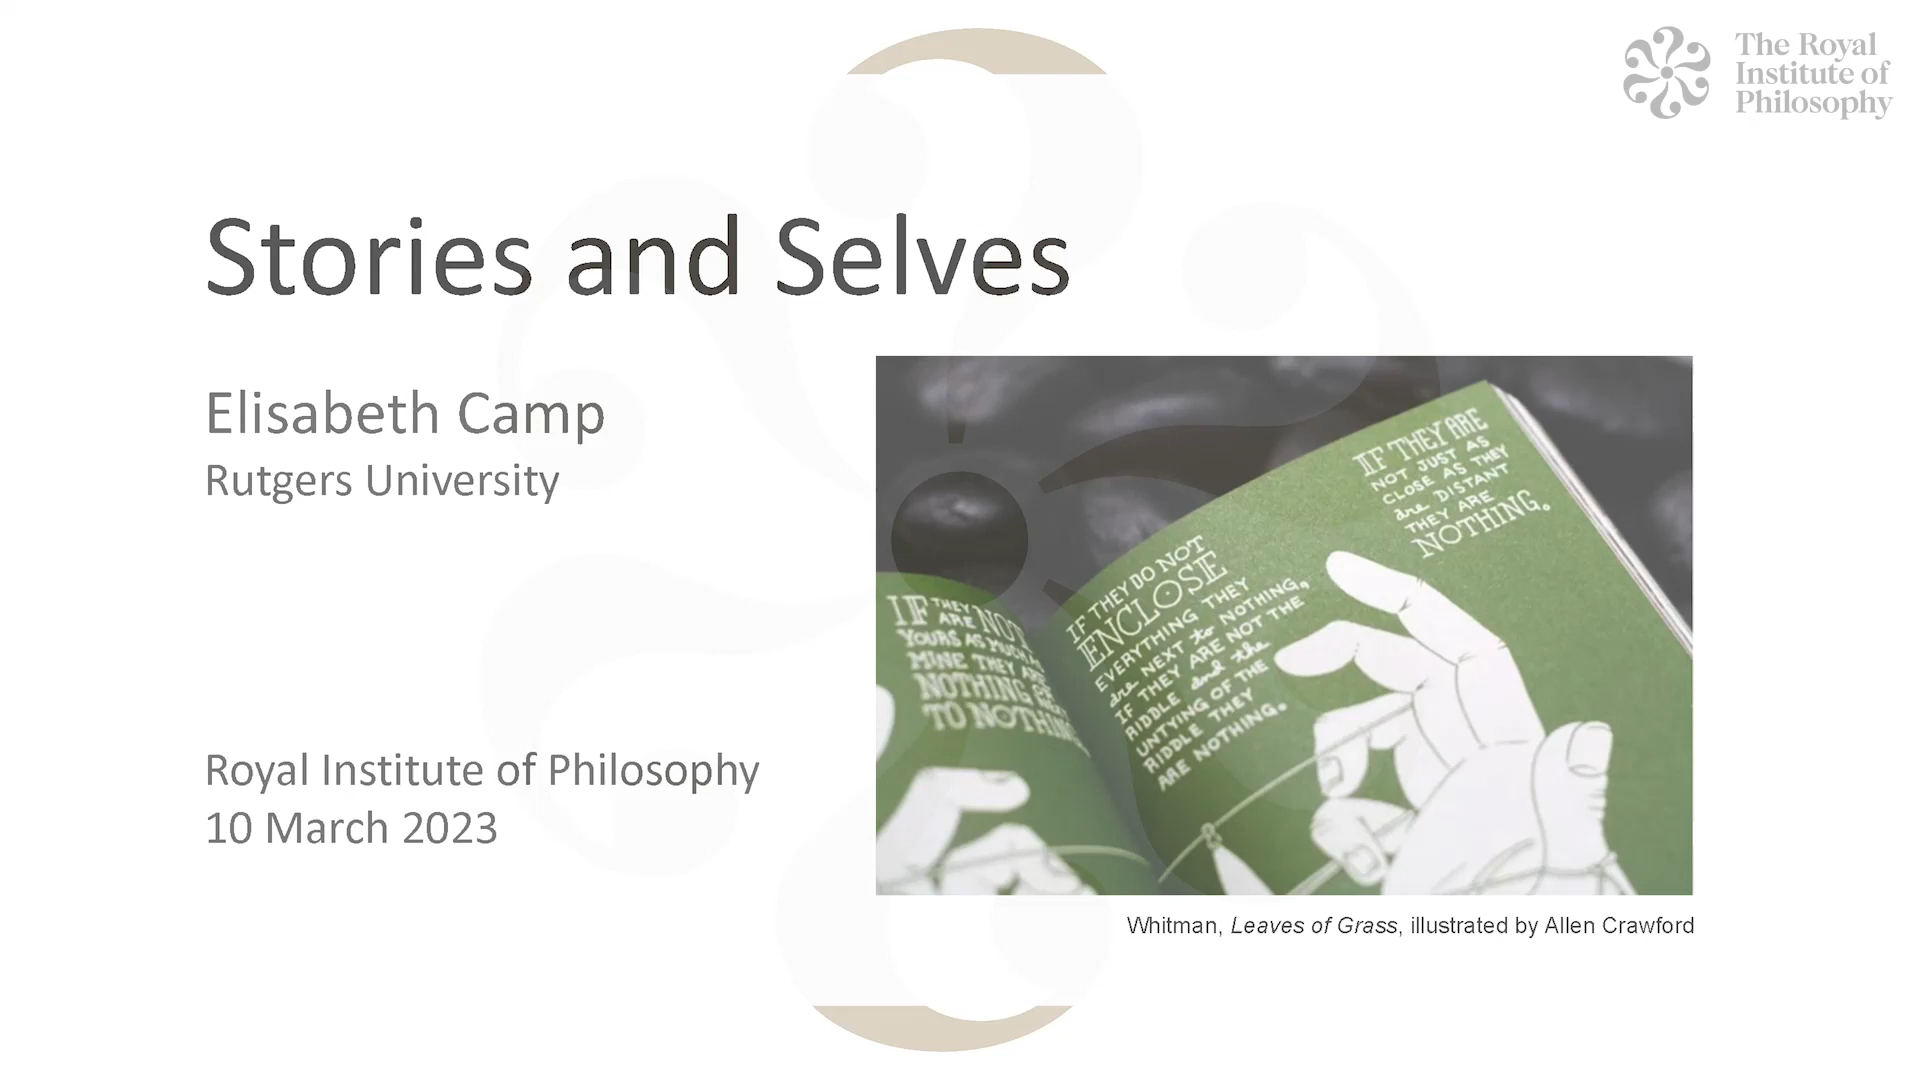 The Royal
Institute of
Philosophy
Stories and Selves
Elisabeth Camp
Rutgers University
Royal Institute of Philosophy
10 March 2023
IF THEY ARE NOT
YOURS AS MUCH AS
MINE THEY ARE
NOTHING
TO NOTHING
IF THEY DO NOT
ENCLOSE
EVERYTHING THEY
are NEXT to NOTHING,
IF THEY ARE NOT THE
RIDDLE and the
UNTYING OF THE
RIDDLE THEY
ARE NOTHING.
IF THEY ARE
NOT JUST AS
CLOSE AS THEY
are DISTANT
THEY ARE
NOTHING.
Whitman, Leaves of Grass, illustrated by Allen Crawford